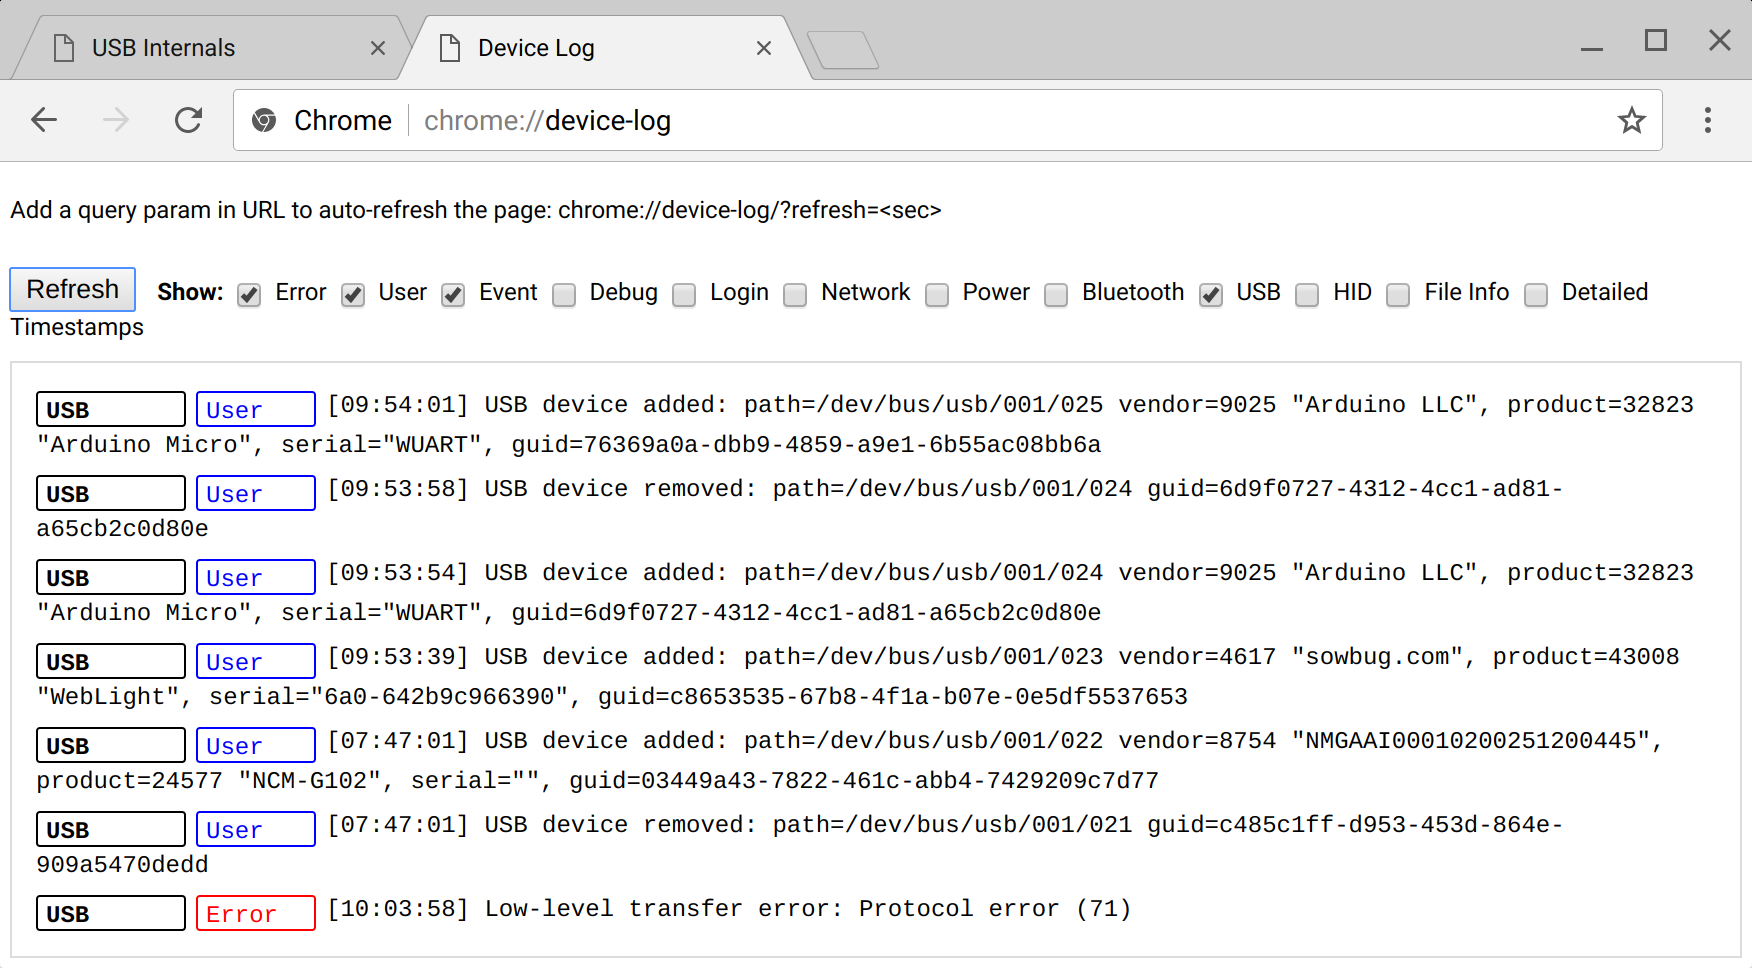 USB Internals
Device Log
Chrome chrome://device-log
Add a query param in URL to auto-refresh the page: chrome://device-log/?refresh=<sec>
Refresh Show: Error User Event Debug Login Network Power Bluetooth USB HID File Info Detailed
Timestamps
USB User [09:54:01] USB device added: path=/dev/bus/usb/001/025 vendor=9025 "Arduino LLC", product=32823
"Arduino Micro", serial="WUART", guid=76369a0a-dbb9-4859-a9e1-6b55ac08bb6a
USB User [09:53:58] USB device removed: path=/dev/bus/usb/001/024 guid=6d9f0727-4312-4cc1-ad81-
a65cb2c0d80e
USB User [09:53:54] USB device added: path=/dev/bus/usb/001/024 vendor=9025 "Arduino LLC", product=32823
"Arduino Micro", serial="WUART", guid=6d9f0727-4312-4cc1-ad81-a65cb2c0d80e
USB User [09:53:39] USB device added: path=/dev/bus/usb/001/023 vendor=4617 "sowbug.com", product=43008
"WebLight", serial="6a0-642b9c966390", guid=c8653535-67b8-4f1a-b07e-0e5df5537653
USB User [07:47:01] USB device added: path=/dev/bus/usb/001/022 vendor=8754 "NMGAAI00010200251200445",
product=24577 "NCM-G102", serial="", guid=03449a43-7822-461c-abb4-7429209c7d77
USB User [07:47:01] USB device removed: path=/dev/bus/usb/001/021 guid=c485c1ff-d953-453d-864e-
909a5470dedd
USB Error [10:03:58] Low-level transfer error: Protocol error (71)